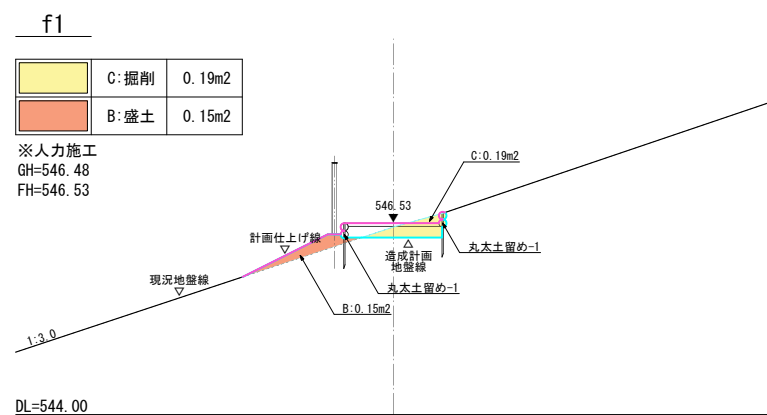 f1
C:掘削 0.19m2
B:盛土 0.15m2
※人力施工
GH=546.48
FH=546.53
C:0.19m2
546.53
丸太土留め-1
計画仕上げ線
造成計画
地盤線
現況地盤線
丸太土留め-1
B:0.15m2
1:3.0
DL=544.00